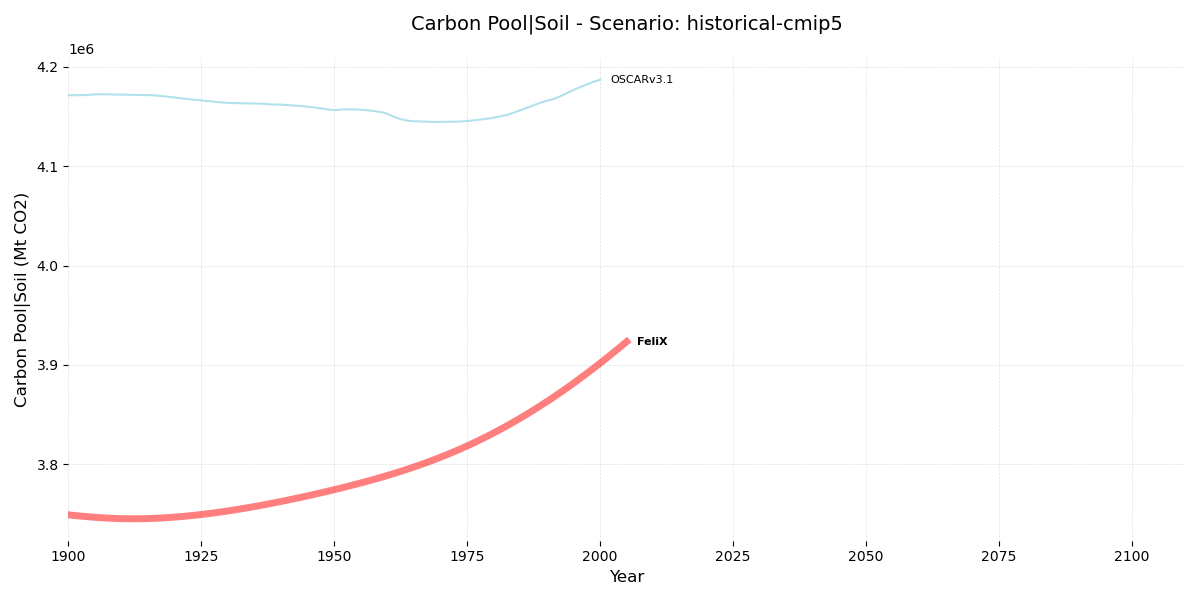 Carbon Pool|Soil - Scenario: historical-cmip5
1e6
4.2
4.1
4.0
3.9
3.8
Carbon Pool|Soil (Mt CO2)
OSCARv3.1
FeliX
1900 1925 1950 1975 2000 2025 2050 2075 2100
Year